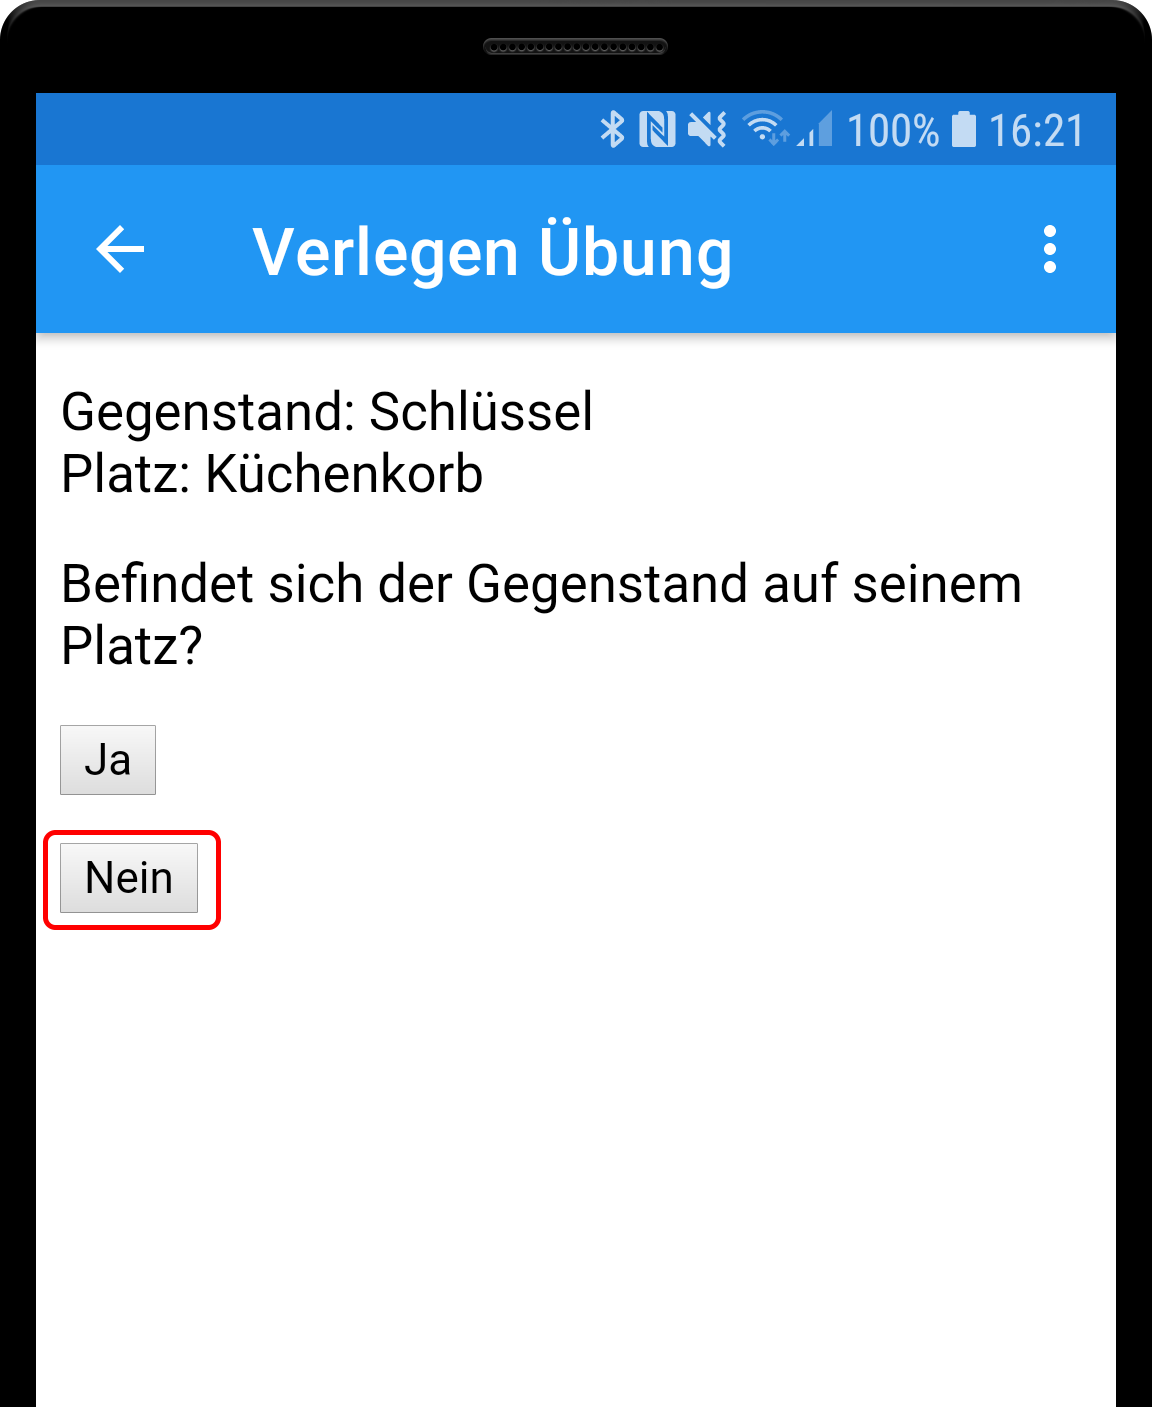 100% 16:21
Verlegen Übung
Gegenstand: Schlüssel
Platz: Küchenkorb
Befindet sich der Gegenstand auf seinem
Platz?
Ja
Nein